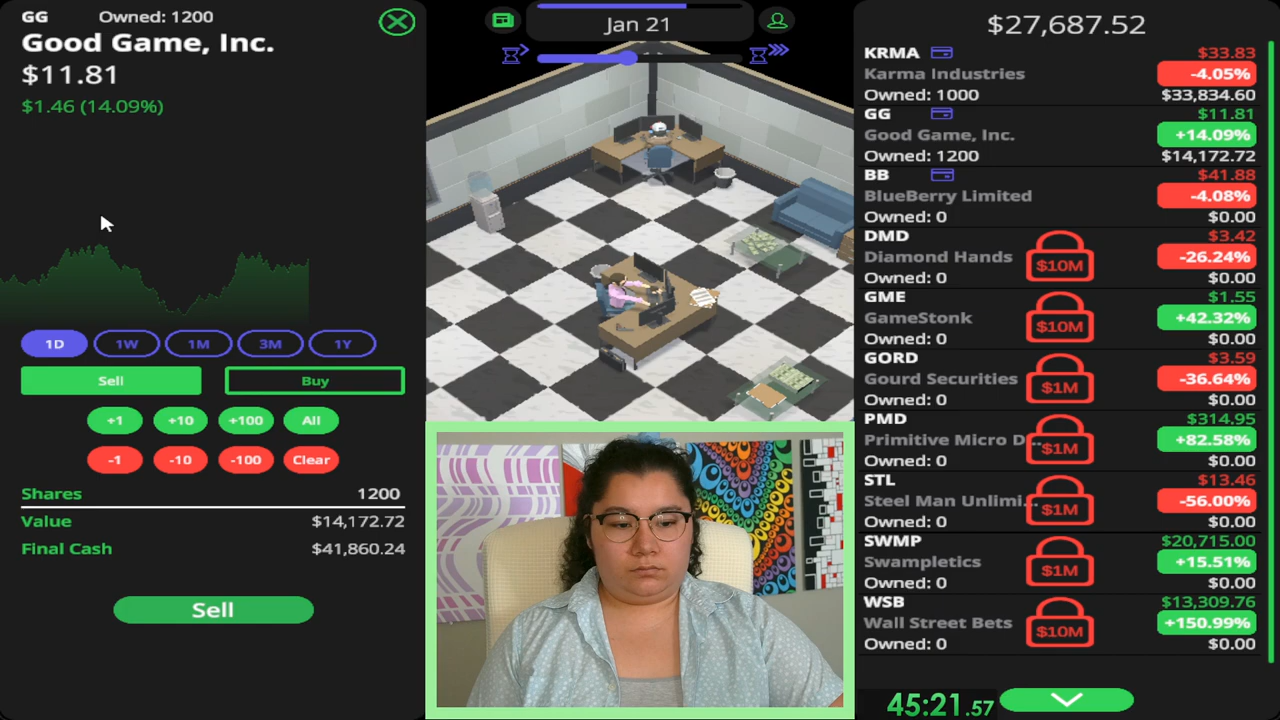 GG Owned: 1200
Good Game, Inc.
$11.81
$1.46 (14.09%)
1D 1W 1M 3M 1Y
Sell Buy
+1 +10 +100 All
-1 -10 -100 Clear
Shares 1200
Value $14,172.72
Final Cash $41,860.24
Sell
Jan 21
$27,687.52
KRMA $33.83
Karma Industries -4.05%
Owned: 1000 $33,834.60
GG $11.81
Good Game, Inc. +14.09%
Owned: 1200 $14,172.72
BB $41.88
BlueBerry Limited -4.08%
Owned: 0 $0.00
DMD $3.42
Diamond Hands $10M -26.24%
Owned: 0 $0.00
GME $1.55
GameStonk $10M +42.32%
Owned: 0 $0.00
GORD $3.59
Gourd Securities $1M -36.64%
Owned: 0 $0.00
PMD $314.95
Primitive Micro D... $1M +82.58%
Owned: 0 $0.00
STL $13.46
Steel Man Unlimi... $1M -56.00%
Owned: 0 $0.00
SWMP $20,715.00
Swampletics $1M +15.51%
Owned: 0 $0.00
WSB $13,309.76
Wall Street Bets $10M +150.99%
Owned: 0 $0.00
45:21.57